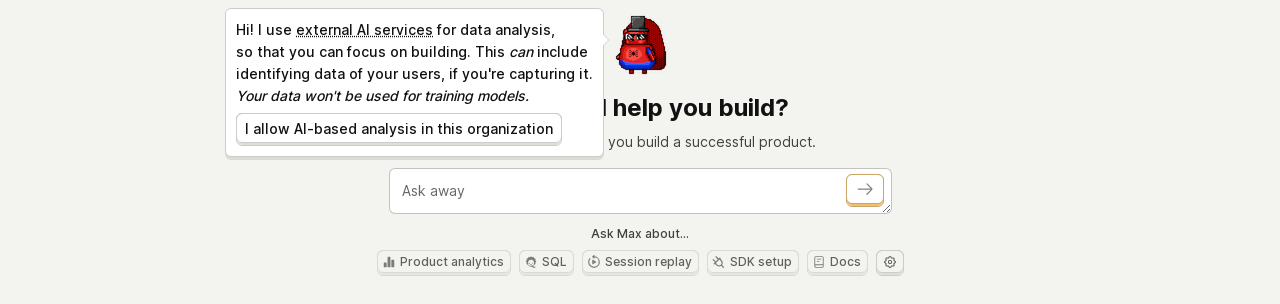 Hi! I use external AI services for data analysis,
so that you can focus on building. This can include
identifying data of your users, if you're capturing it.
Your data won't be used for training models.
I allow AI-based analysis in this organization
help you build?
you build a successful product.
Ask away
Ask Max about...
Product analytics
SQL
Session replay
SDK setup
Docs